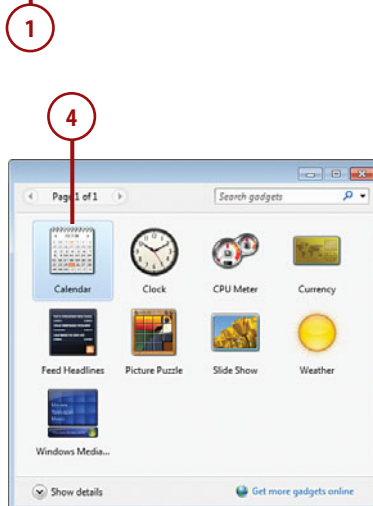 1
4
Page 1 of 1
Search gadgets
Calendar
Clock
CPU Meter
Currency
Feed Headlines
Picture Puzzle
Slide Show
Weather
Windows Media...
Show details
Get more gadgets online